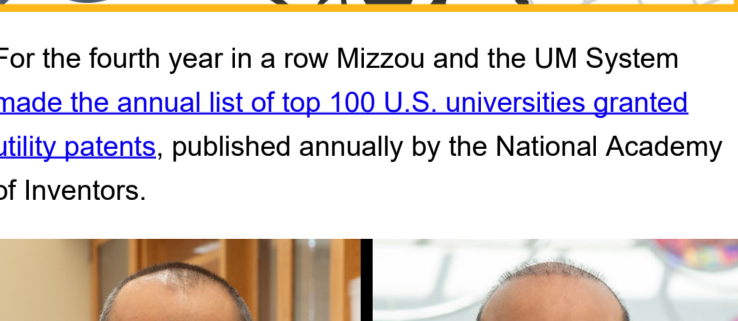 For the fourth year in a row Mizzou and the UM System
made the annual list of top 100 U.S. universities granted
utility patents, published annually by the National Academy
of Inventors.